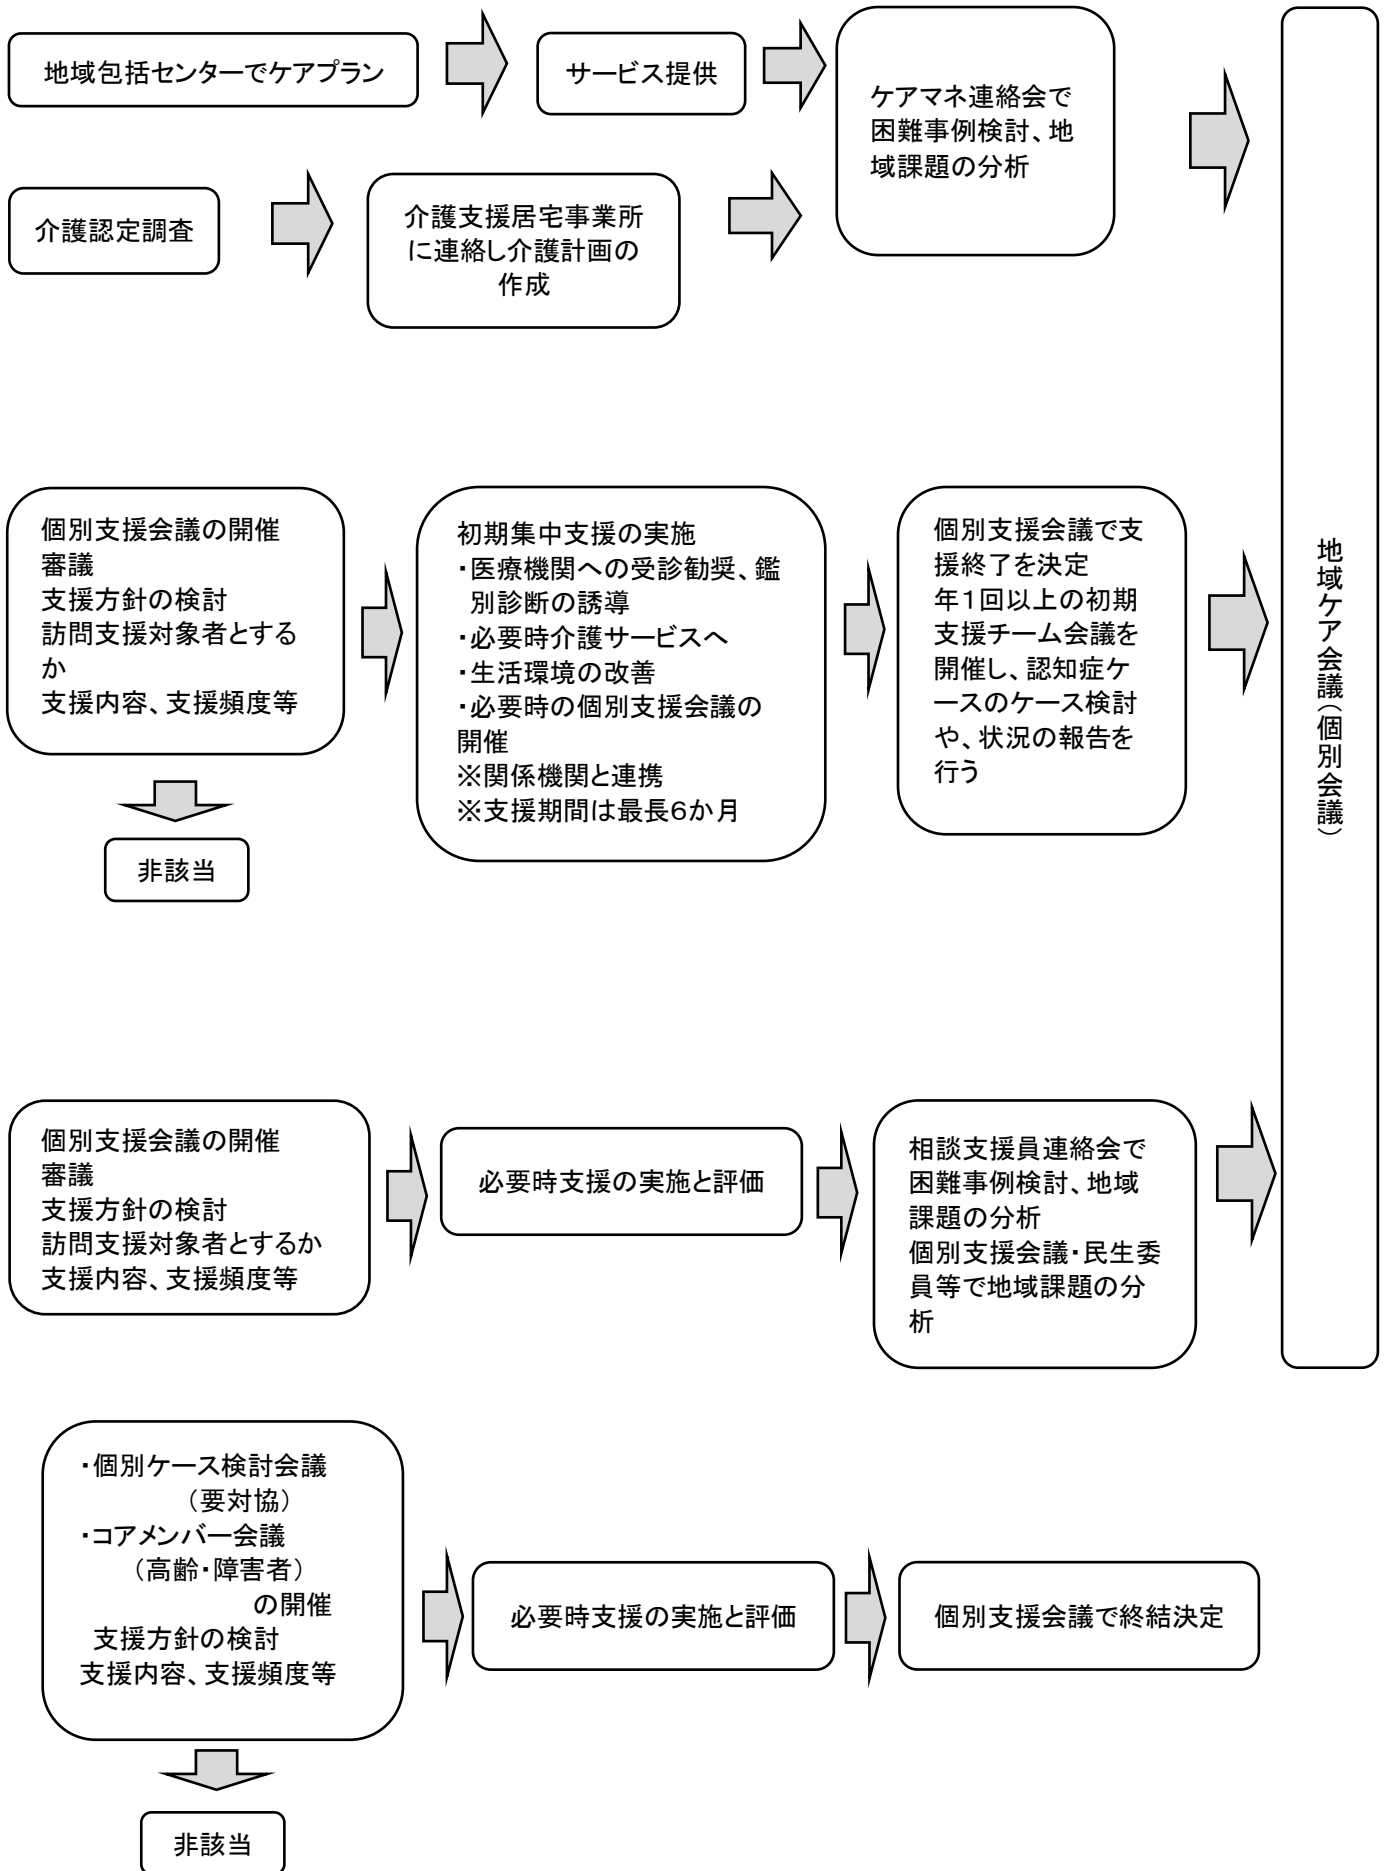 地域包括センターでケアプラン
サービス提供
ケアマネ連絡会で
困難事例検討、地
域課題の分析
介護認定調査
介護支援居宅事業所
に連絡し介護計画の
作成
個別支援会議の開催
審議
支援方針の検討
訪問支援対象者とする
か
支援内容、支援頻度等
非該当
初期集中支援の実施
・医療機関への受診勧奨、鑑
別診断の誘導
・必要時介護サービスへ
・生活環境の改善
・必要時の個別支援会議の
開催
※関係機関と連携
※支援期間は最長6か月
個別支援会議で支
援終了を決定
年1回以上の初期
支援チーム会議を
開催し、認知症ケ
ースのケース検討
や、状況の報告を
行う
地域ケア会議（個別会議）
個別支援会議の開催
審議
支援方針の検討
訪問支援対象者とするか
支援内容、支援頻度等
必要時支援の実施と評価
相談支援員連絡会で
困難事例検討、地域
課題の分析
個別支援会議・民生委
員等で地域課題の分
析
・個別ケース検討会議
（要対協）
・コアメンバー会議
（高齢・障害者）
の開催
支援方針の検討
支援内容、支援頻度等
非該当
必要時支援の実施と評価
個別支援会議で終結決定